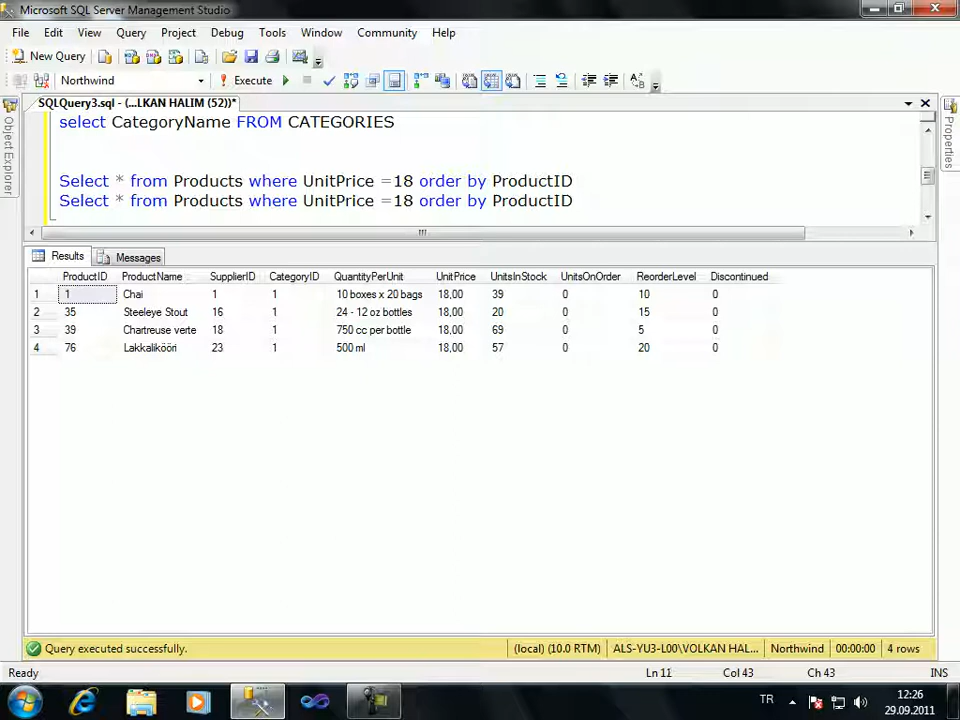 Microsoft SQL Server Management Studio
File Edit View Query Project Debug Tools Window Community Help
New Query
Northwind Execute
SQLQuery3.sql - (...LKAN HALIM (52))*
Object Explorer
Properties
select CategoryName FROM CATEGORIES
Select * from Products where UnitPrice =18 order by ProductID
Select * from Products where UnitPrice =18 order by ProductID
Results Messages
ProductID ProductName SupplierID CategoryID QuantityPerUnit UnitPrice UnitsInStock UnitsOnOrder ReorderLevel Discontinued
1 1 Chai 1 1 10 boxes x 20 bags 18,00 39 0 10 0
2 35 Steeleye Stout 16 1 24 - 12 oz bottles 18,00 20 0 15 0
3 39 Chartreuse verte 18 1 750 cc per bottle 18,00 69 0 5 0
4 76 Lakkalikööri 23 1 500 ml 18,00 57 0 20 0
Query executed successfully. (local) (10.0 RTM) ALS-YU3-L00\VOLKAN HAL... Northwind 00:00:00 4 rows
Ready Ln 11 Col 43 Ch 43 INS
TR 12:26
29.09.2011